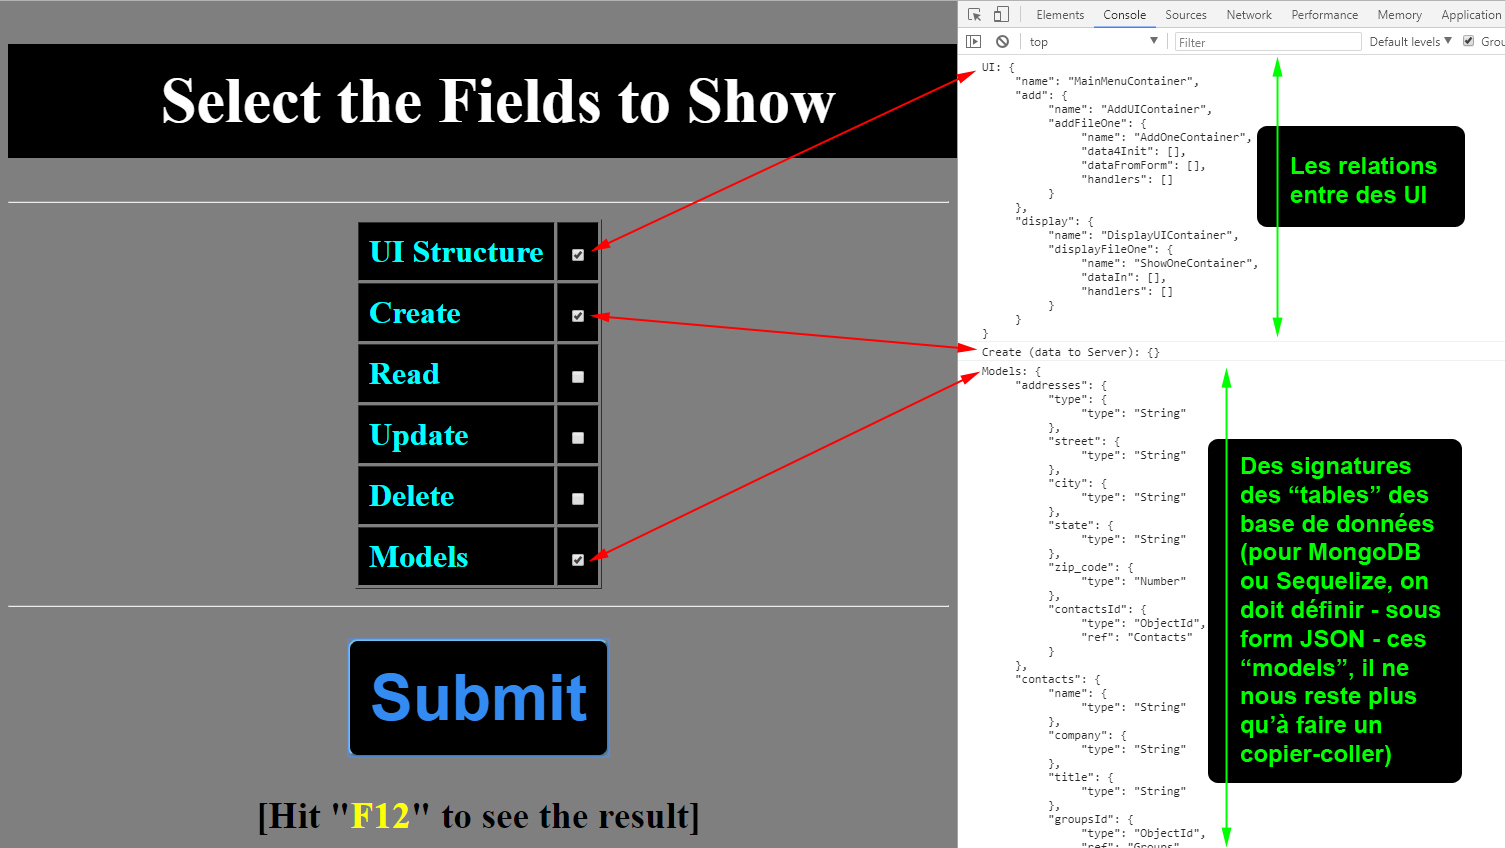 Select the Fields to Show
UI Structure
Create
Read
Update
Delete
Models
Submit
[Hit "F12" to see the result]
Elements Console Sources Network Performance Memory Application
top Filter Default levels Grou
UI: {
"name": "MainMenuContainer",
"add": {
"name": "AddUIContainer",
"addFileOne": {
"name": "AddOneContainer",
"data4Init": [],
"dataFromForm": [],
"handlers": []
}
},
"display": {
"name": "DisplayUIContainer",
"displayFileOne": {
"name": "ShowOneContainer",
"dataIn": [],
"handlers": []
}
}
}
Create (data to Server): {}
Models: {
"addresses": {
"type": {
"type": "String"
},
"street": {
"type": "String"
},
"city": {
"type": "String"
},
"state": {
"type": "String"
},
"zip_code": {
"type": "Number"
},
"contactsId": {
"type": "ObjectId",
"ref": "Contacts"
}
},
"contacts": {
"name": {
"type": "String"
},
"company": {
"type": "String"
},
"title": {
"type": "String"
},
"groupsId": {
"type": "ObjectId",
"ref": "Groups"
Les relations
entre des UI
Des signatures
des “tables” des
base de données
(pour MongoDB
ou Sequelize, on
doit définir - sous
form JSON - ces
“models”, il ne
nous reste plus
qu’à faire un
copier-coller)